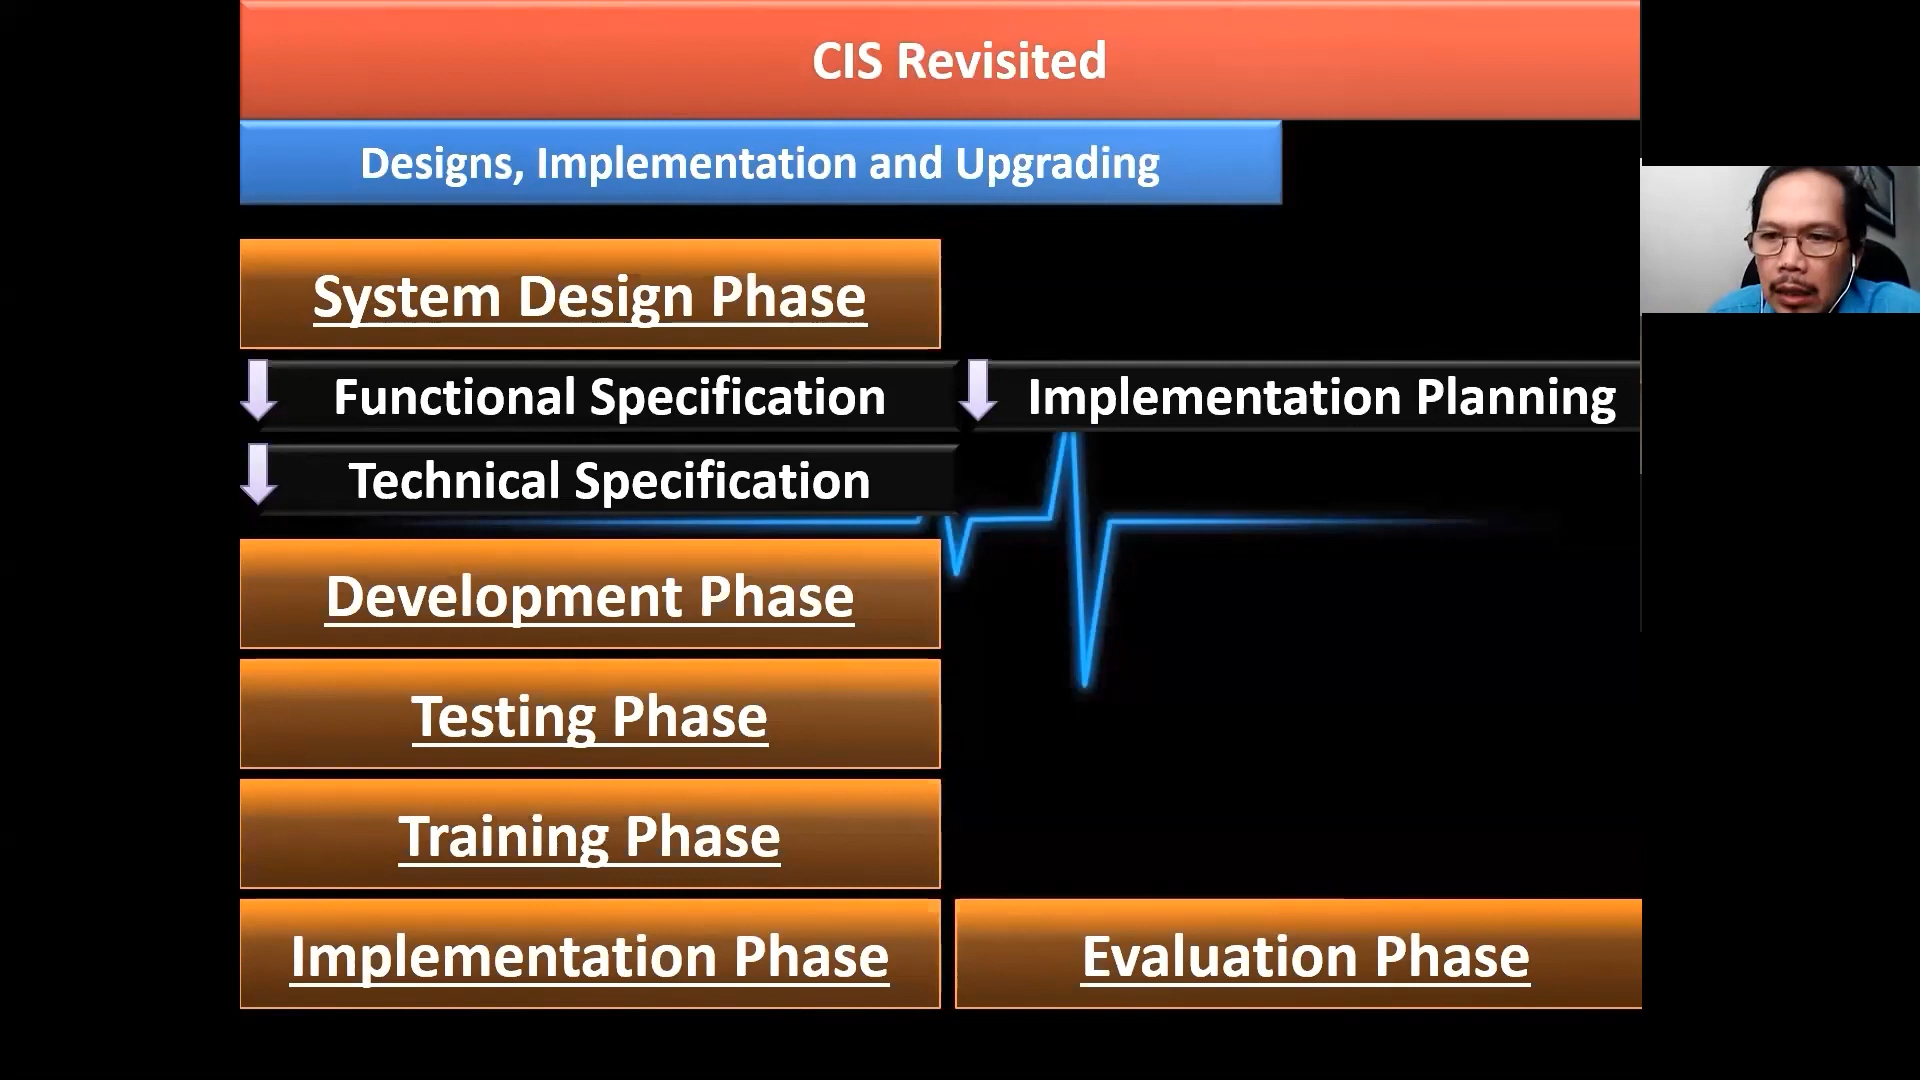 CIS Revisited
Designs, Implementation and Upgrading
System Design Phase
Functional Specification
Implementation Planning
Technical Specification
Development Phase
Testing Phase
Training Phase
Implementation Phase
Evaluation Phase